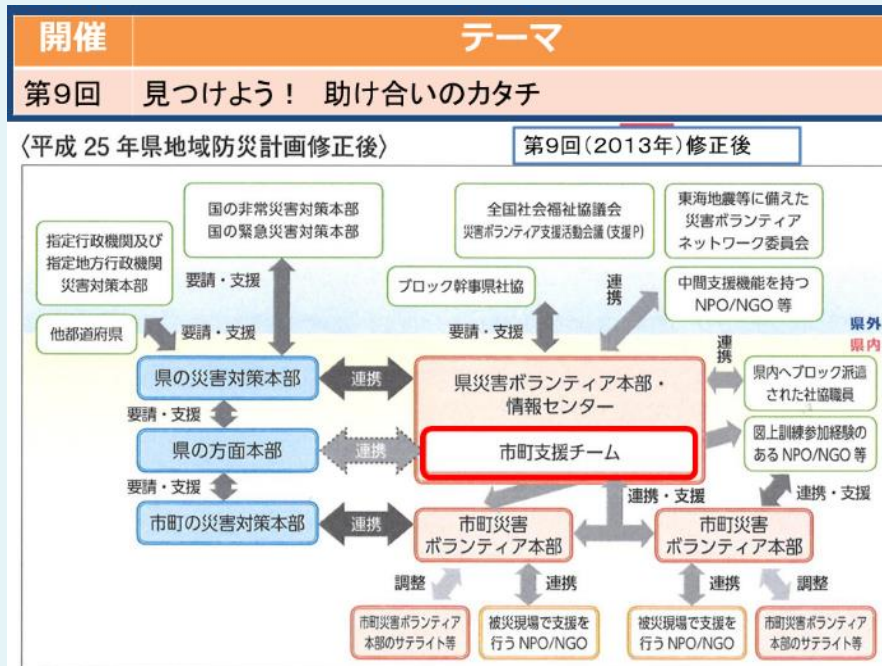 開催 テーマ
第9回 見つけよう！ 助け合いのカタチ
〈平成 25 年県地域防災計画修正後〉
第9回(2013年)修正後
国の非常災害対策本部
国の緊急災害対策本部
全国社会福祉協議会
災害ボランティア支援活動会議(支援P)
東海地震等に備えた
災害ボランティア
ネットワーク委員会
指定行政機関及び
指定地方行政機関
災害対策本部
要請・支援
ブロック幹事県社協
連携
中間支援機能を持つ
NPO/NGO 等
他都道府県
要請・支援
要請・支援
県外
県内
県の災害対策本部
連携
県災害ボランティア本部・
情報センター
連携
県内へブロック派遣
された社協職員
要請・支援
県の方面本部
連携
市町支援チーム
図上訓練参加経験の
ある NPO/NGO 等
要請・支援
連携・支援
連携・支援
市町の災害対策本部
連携
市町災害
ボランティア本部
市町災害
ボランティア本部
調整
連携
連携
調整
市町災害ボランティア
本部のサテライト等
被災現場で支援を
行う NPO/NGO
被災現場で支援を
行う NPO/NGO
市町災害ボランティア
本部のサテライト等